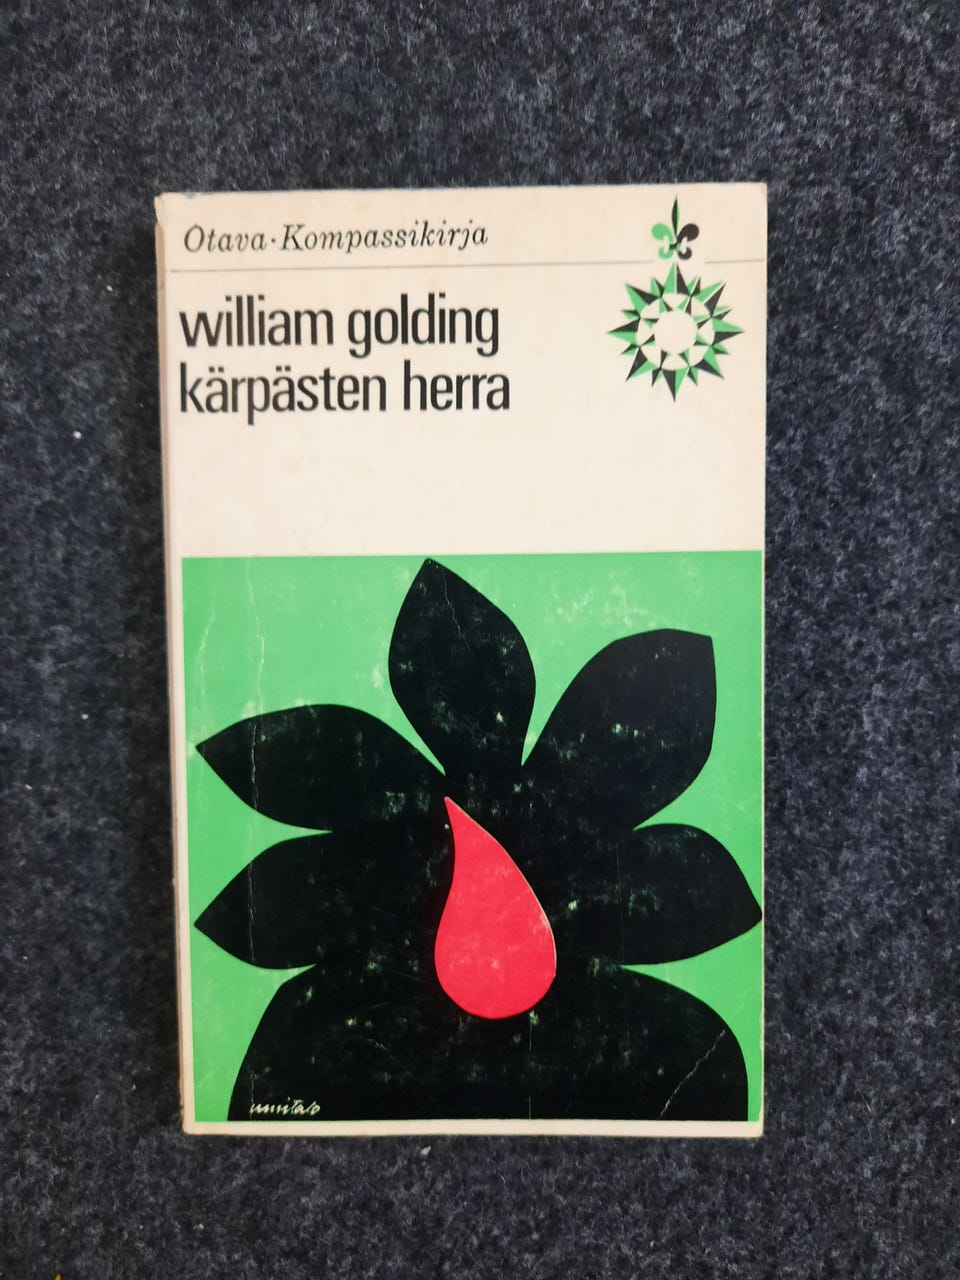 Otava · Kompassikirja
william golding
kärpästen herra